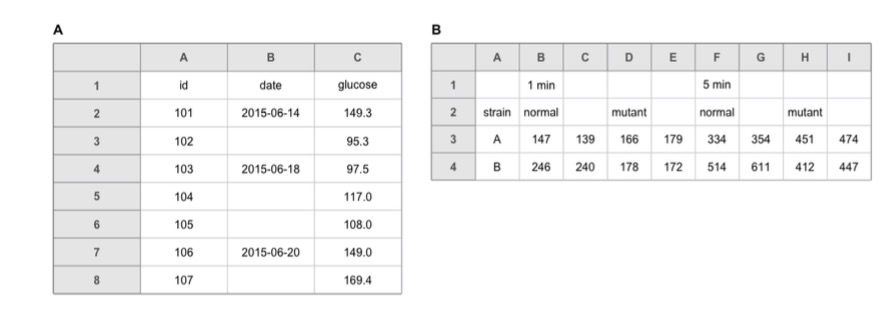 A
A B C
1 id date glucose
2 101 2015-06-14 149.3
3 102 95.3
4 103 2015-06-18 97.5
5 104 117.0
6 105 108.0
7 106 2015-06-20 149.0
8 107 169.4
B
A B C D E F G H I
1 1 min 5 min
2 strain normal mutant normal mutant
3 A 147 139 166 179 334 354 451 474
4 B 246 240 178 172 514 611 412 447